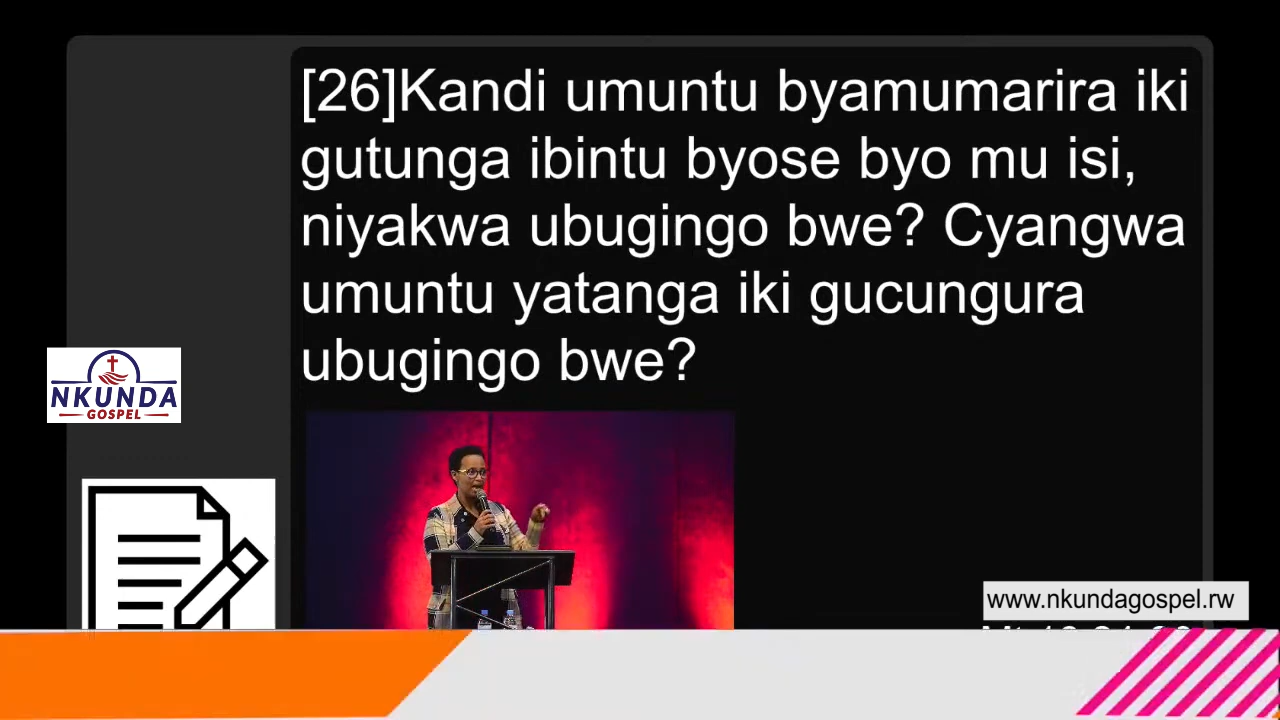 [26]Kandi umuntu byamumarira iki
gutunga ibintu byose byo mu isi,
niyakwa ubugingo bwe? Cyangwa
umuntu yatanga iki gucungura
ubugingo bwe?
NKUNDA
GOSPEL
www.nkundagospel.rw